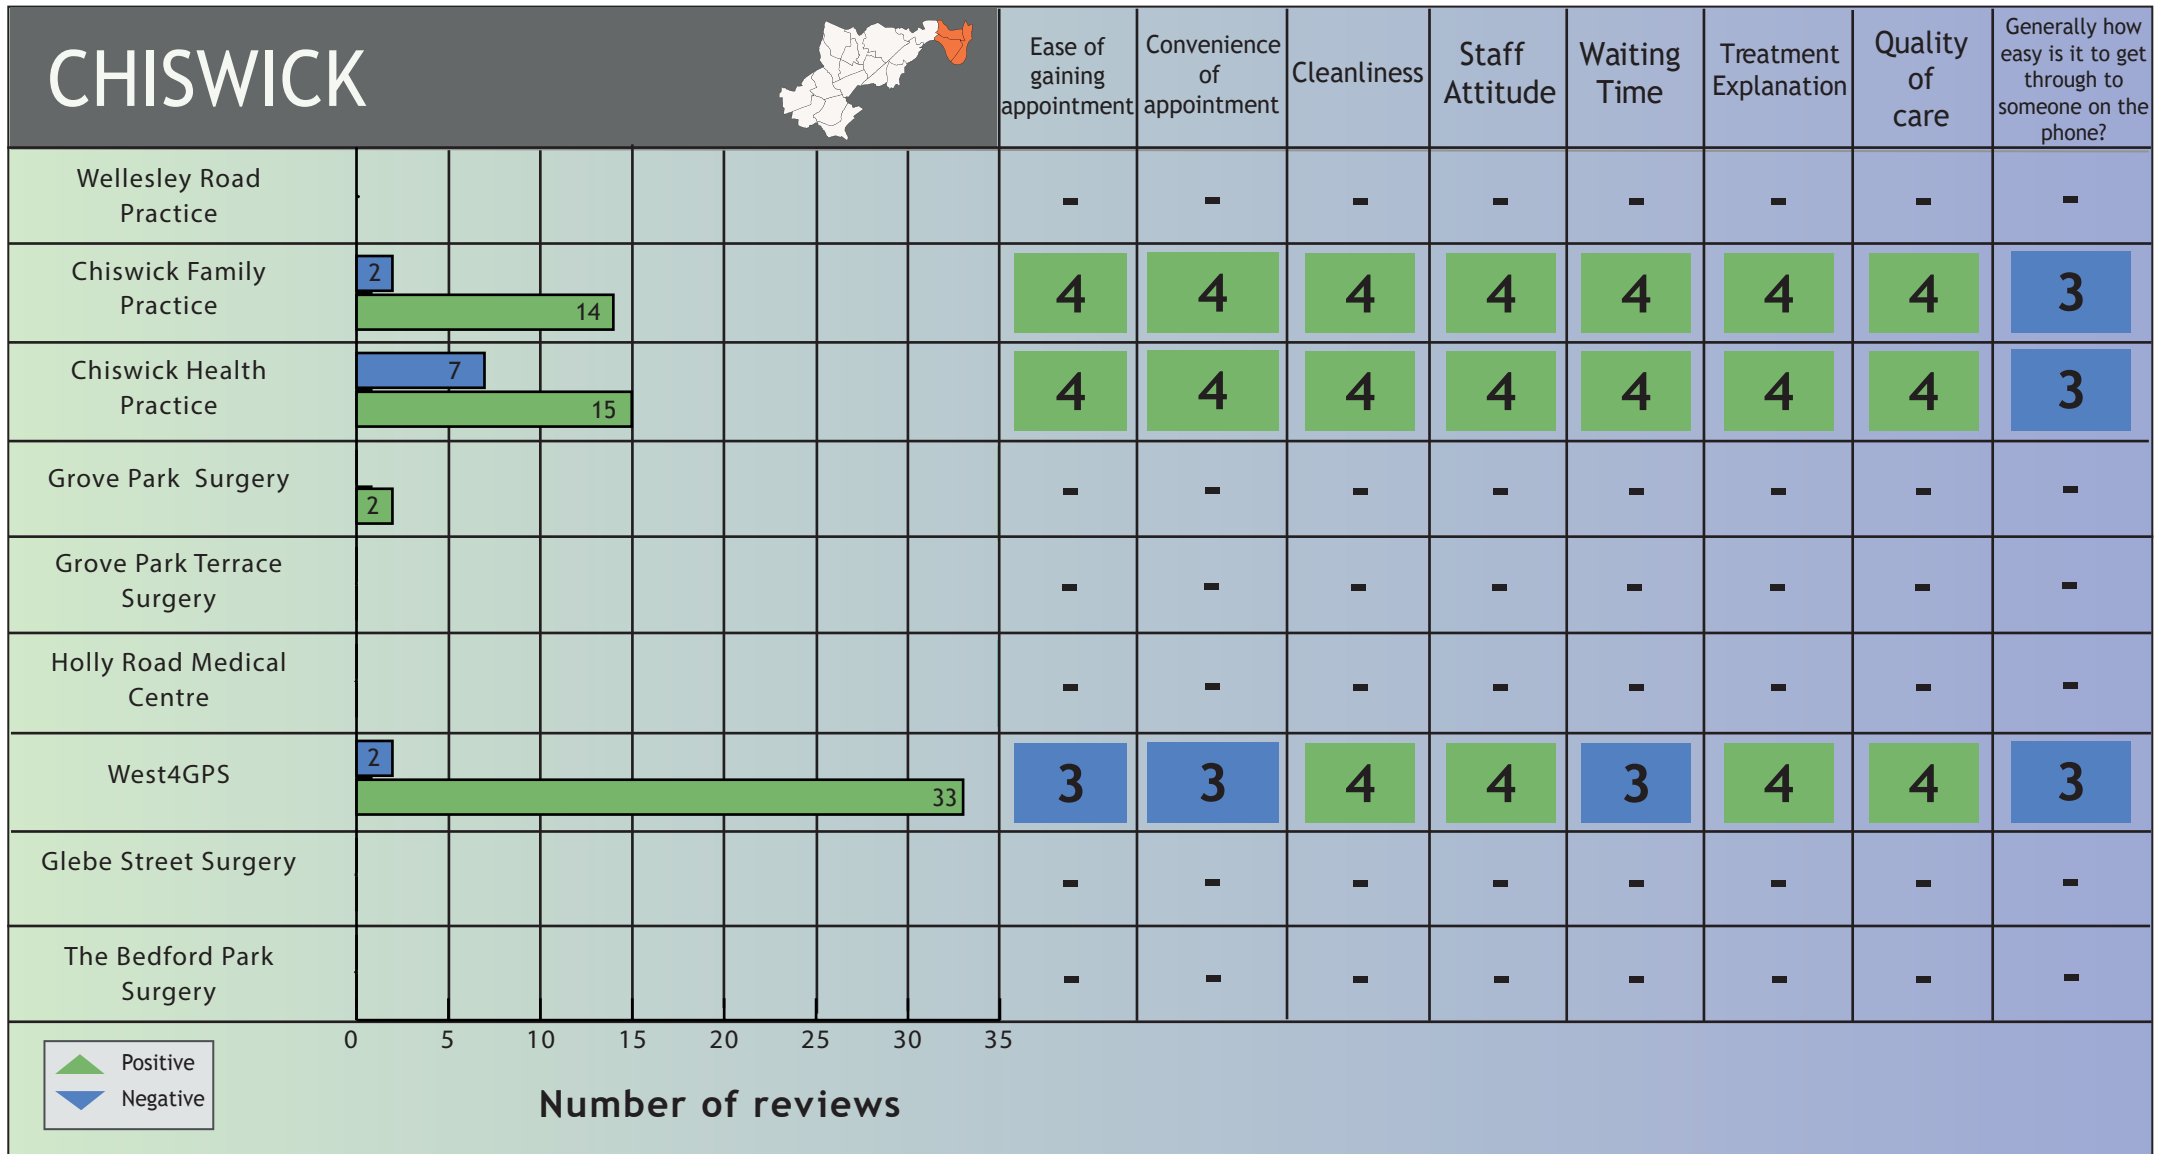 CHISWICK
Ease of
gaining
appointment
Convenience
of
appointment
Cleanliness
Staff
Attitude
Waiting
Time
Treatment
Explanation
Quality
of
care
Generally how
easy is it to get
through to
someone on the
phone?
Wellesley Road
Practice
- - - - - - - -
Chiswick Family
Practice
2
14
4 4 4 4 4 4 4 3
Chiswick Health
Practice
7
15
4 4 4 4 4 4 4 3
Grove Park Surgery
2
- - - - - - - -
Grove Park Terrace
Surgery
- - - - - - - -
Holly Road Medical
Centre
- - - - - - - -
West4GPS
2
33
3 3 4 4 3 4 4 3
Glebe Street Surgery
- - - - - - - -
The Bedford Park
Surgery
- - - - - - - -
0 5 10 15 20 25 30 35
Positive
Negative
Number of reviews